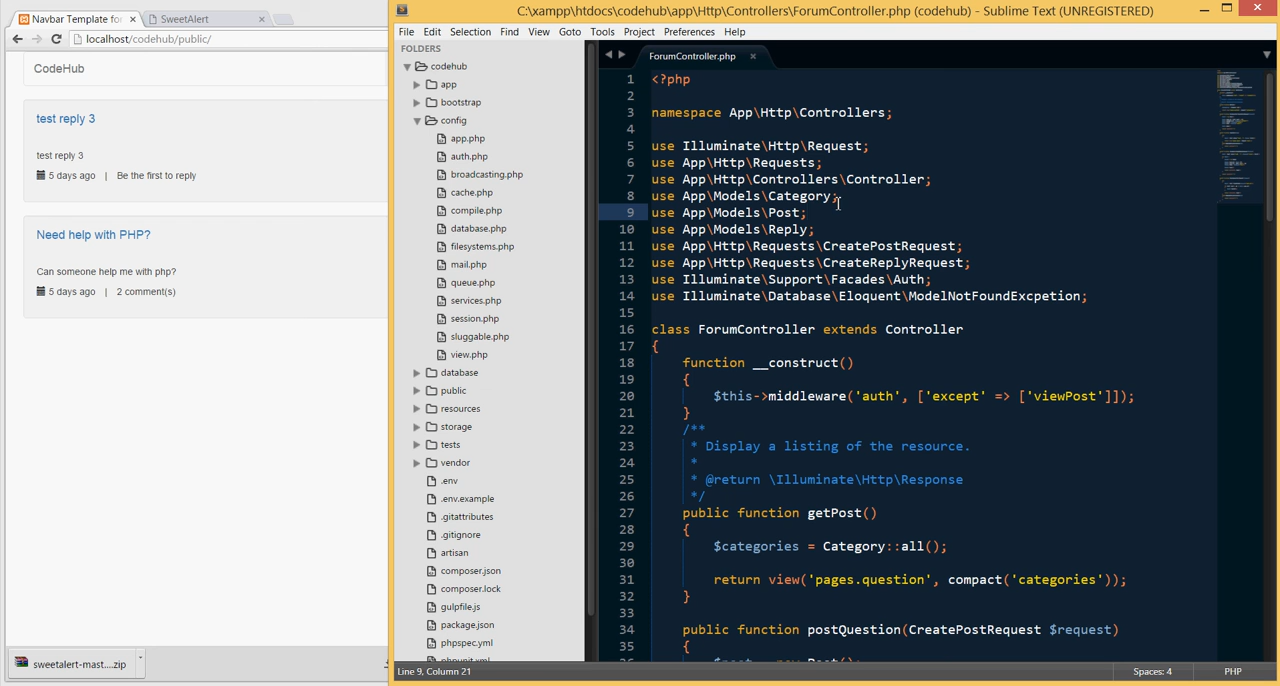 Navbar Template for
SweetAlert
localhost/codehub/public/
CodeHub
test reply 3
test reply 3
5 days ago | Be the first to reply
Need help with PHP?
Can someone help me with php?
5 days ago | 2 comment(s)
sweetalert-mast....zip
C:\xampp\htdocs\codehub\app\Http\Controllers\ForumController.php (codehub) - Sublime Text (UNREGISTERED)
File Edit Selection Find View Goto Tools Project Preferences Help
FOLDERS
codehub
app
bootstrap
config
app.php
auth.php
broadcasting.php
cache.php
compile.php
database.php
filesystems.php
mail.php
queue.php
services.php
session.php
sluggable.php
view.php
database
public
resources
storage
tests
vendor
.env
.env.example
.gitattributes
.gitignore
artisan
composer.json
composer.lock
gulpfile.js
package.json
phpspec.yml
phpunit.xml
ForumController.php
1 <?php
2
3 namespace App\Http\Controllers;
4
5 use Illuminate\Http\Request;
6 use App\Http\Requests;
7 use App\Http\Controllers\Controller;
8 use App\Models\Category;
9 use App\Models\Post;
10 use App\Models\Reply;
11 use App\Http\Requests\CreatePostRequest;
12 use App\Http\Requests\CreateReplyRequest;
13 use Illuminate\Support\Facades\Auth;
14 use Illuminate\Database\Eloquent\ModelNotFoundExcpetion;
15
16 class ForumController extends Controller
17 {
18 function __construct()
19 {
20 $this->middleware('auth', ['except' => ['viewPost']]);
21 }
22 /**
23 * Display a listing of the resource.
24 *
25 * @return \Illuminate\Http\Response
26 */
27 public function getPost()
28 {
29 $categories = Category::all();
30
31 return view('pages.question', compact('categories'));
32 }
33
34 public function postQuestion(CreatePostRequest $request)
35 {
36 $post = new Post();
Line 9, Column 21
Spaces: 4
PHP